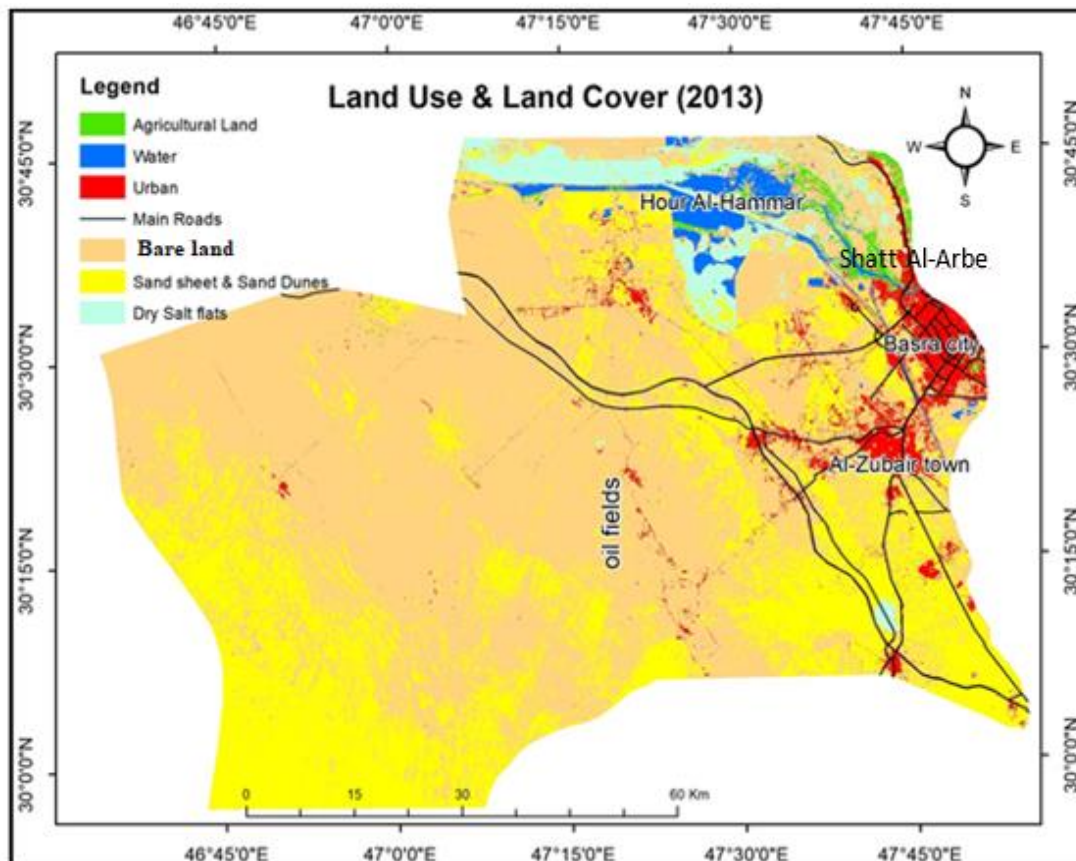 46°45'0"E 47°0'0"E 47°15'0"E 47°30'0"E 47°45'0"E
Legend
Land Use & Land Cover (2013)
Agricultural Land
Water
Urban
Main Roads
Bare land
Sand sheet & Sand Dunes
Dry Salt flats
N
W E
S
30°45'0"N
30°45'0"N
Hour Al-Hammar
Shatt Al-Arbe
Basra city
30°30'0"N
30°30'0"N
Al-Zubair town
oil fields
30°15'0"N
30°15'0"N
30°0'0"N
30°0'0"N
0 15 30 60 Km
46°45'0"E 47°0'0"E 47°15'0"E 47°30'0"E 47°45'0"E